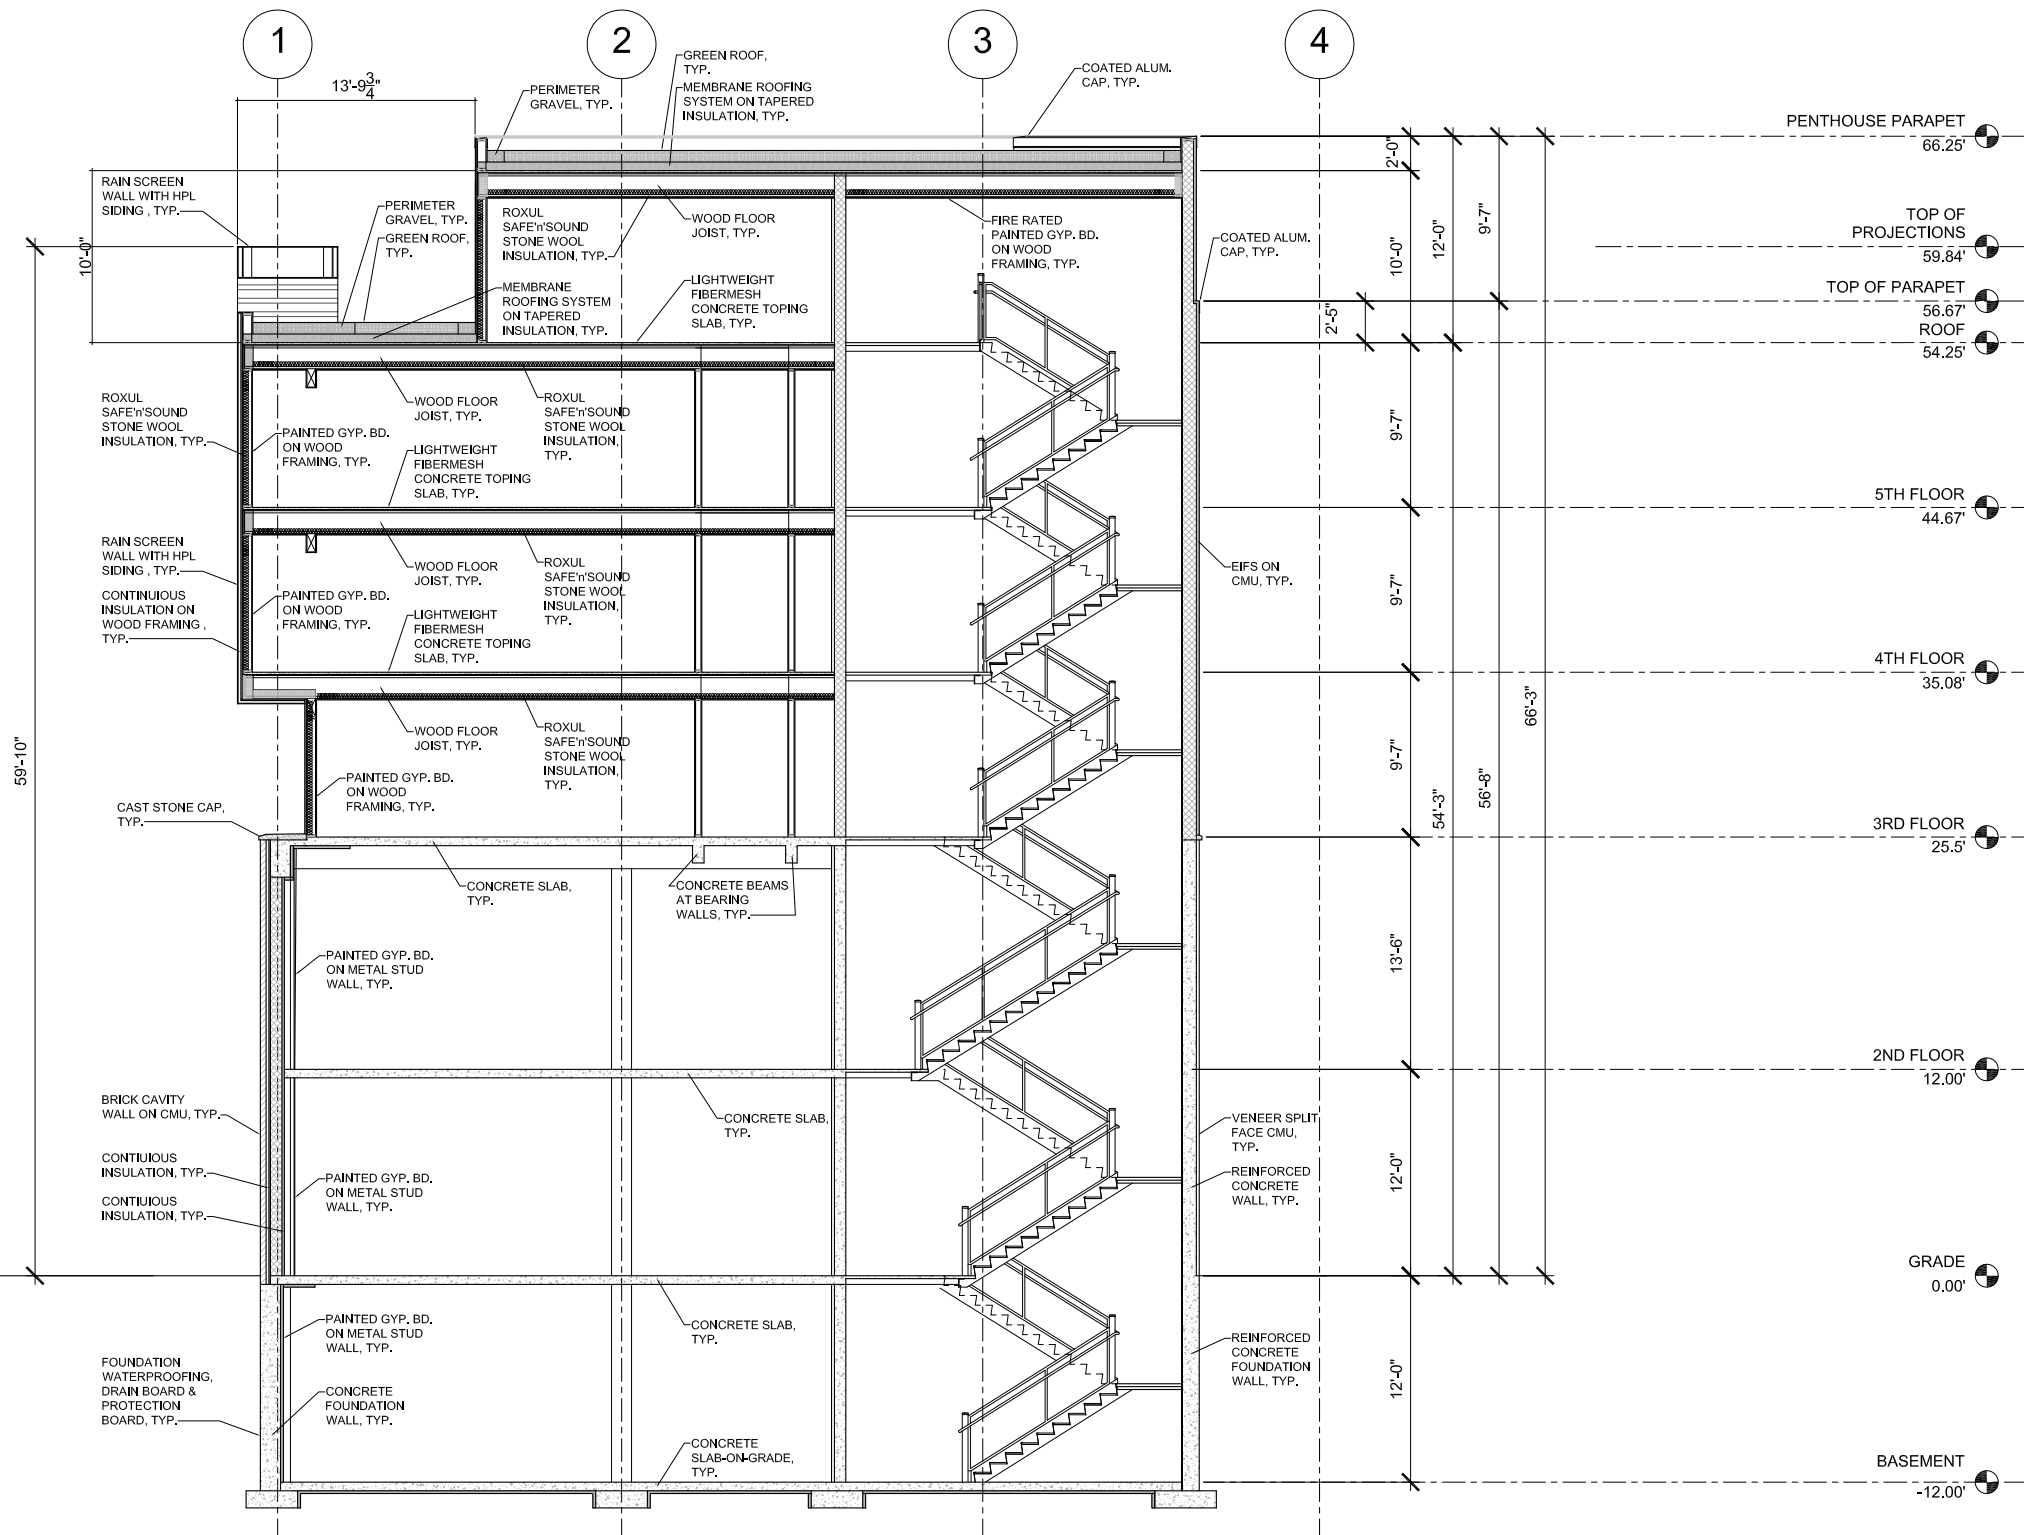 1
2
3
4
13'-9 3/4"
GREEN ROOF,
TYP.
MEMBRANE ROOFING
SYSTEM ON TAPERED
INSULATION, TYP.
PERIMETER
GRAVEL, TYP.
COATED ALUM.
CAP, TYP.
PENTHOUSE PARAPET
66.25'
2'-0"
RAIN SCREEN
WALL WITH HPL
SIDING , TYP.
10'-0"
PERIMETER
GRAVEL, TYP.
GREEN ROOF,
TYP.
ROXUL
SAFE'n'SOUND
STONE WOOL
INSULATION, TYP.
WOOD FLOOR
JOIST, TYP.
FIRE RATED
PAINTED GYP. BD.
ON WOOD
FRAMING, TYP.
COATED ALUM.
CAP, TYP.
10'-0"
12'-0"
9'-7"
TOP OF
PROJECTIONS
59.84'
MEMBRANE
ROOFING SYSTEM
ON TAPERED
INSULATION, TYP.
LIGHTWEIGHT
FIBERMESH
CONCRETE TOPING
SLAB, TYP.
2'-5"
TOP OF PARAPET
56.67'
ROOF
54.25'
ROXUL
SAFE'n'SOUND
STONE WOOL
INSULATION, TYP.
PAINTED GYP. BD.
ON WOOD
FRAMING, TYP.
WOOD FLOOR
JOIST, TYP.
LIGHTWEIGHT
FIBERMESH
CONCRETE TOPING
SLAB, TYP.
ROXUL
SAFE'n'SOUND
STONE WOOL
INSULATION,
TYP.
9'-7"
5TH FLOOR
44.67'
RAIN SCREEN
WALL WITH HPL
SIDING , TYP.
CONTINUIOUS
INSULATION ON
WOOD FRAMING ,
TYP.
PAINTED GYP. BD.
ON WOOD
FRAMING, TYP.
WOOD FLOOR
JOIST, TYP.
LIGHTWEIGHT
FIBERMESH
CONCRETE TOPING
SLAB, TYP.
ROXUL
SAFE'n'SOUND
STONE WOOL
INSULATION,
TYP.
EIFS ON
CMU, TYP.
9'-7"
4TH FLOOR
35.08'
59'-10"
WOOD FLOOR
JOIST, TYP.
ROXUL
SAFE'n'SOUND
STONE WOOL
INSULATION,
TYP.
PAINTED GYP. BD.
ON WOOD
FRAMING, TYP.
9'-7"
54'-3"
56'-8"
66'-3"
CAST STONE CAP,
TYP.
3RD FLOOR
25.5'
CONCRETE SLAB,
TYP.
CONCRETE BEAMS
AT BEARING
WALLS, TYP.
PAINTED GYP. BD.
ON METAL STUD
WALL, TYP.
13'-6"
2ND FLOOR
12.00'
BRICK CAVITY
WALL ON CMU, TYP.
CONTIUIOUS
INSULATION, TYP.
CONTIUIOUS
INSULATION, TYP.
PAINTED GYP. BD.
ON METAL STUD
WALL, TYP.
CONCRETE SLAB,
TYP.
VENEER SPLIT
FACE CMU,
TYP.
REINFORCED
CONCRETE
WALL, TYP.
12'-0"
GRADE
0.00'
PAINTED GYP. BD.
ON METAL STUD
WALL, TYP.
CONCRETE SLAB,
TYP.
REINFORCED
CONCRETE
FOUNDATION
WALL, TYP.
FOUNDATION
WATERPROOFING,
DRAIN BOARD &
PROTECTION
BOARD, TYP.
CONCRETE
FOUNDATION
WALL, TYP.
CONCRETE
SLAB-ON-GRADE,
TYP.
12'-0"
BASEMENT
-12.00'